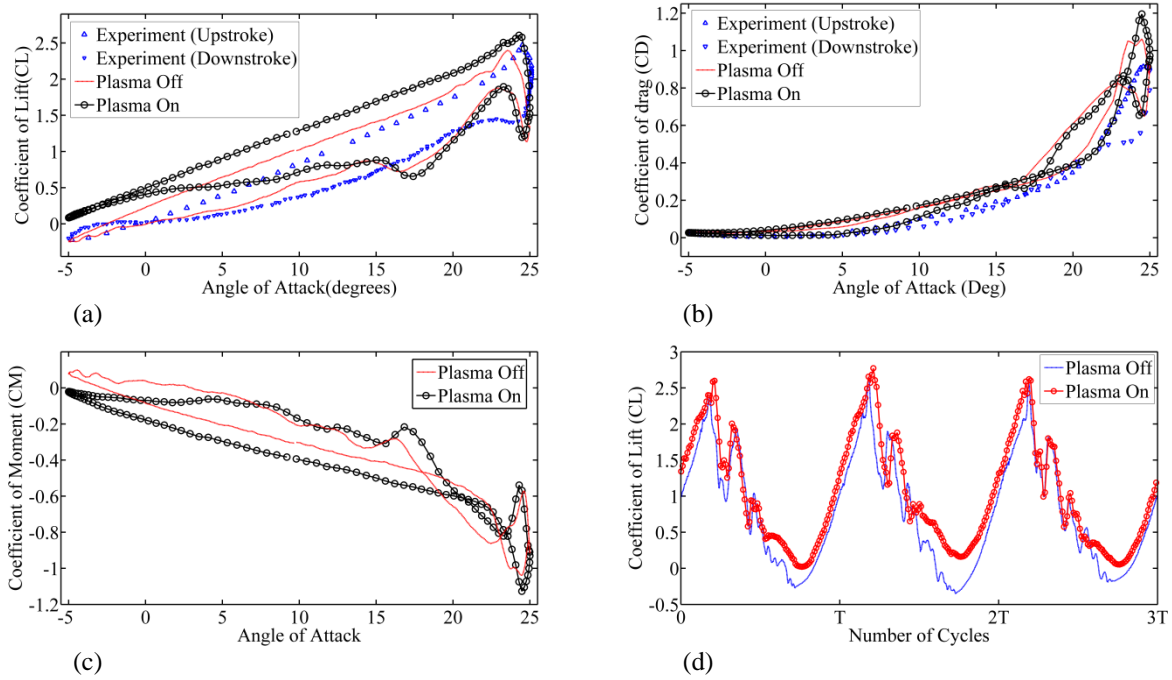 Coefficient of Lift(CL)
2.5
2
1.5
1
0.5
0
-5
0
5
10
15
20
25
Angle of Attack(degrees)
Experiment (Upstroke)
Experiment (Downstroke)
Plasma Off
Plasma On
(a)
Coefficient of drag (CD)
1.2
1
0.8
0.6
0.4
0.2
0
-5
0
5
10
15
20
25
Angle of Attack (Deg)
Experiment (Upstroke)
Experiment (Downstroke)
Plasma Off
Plasma On
(b)
Coefficient of Moment (CM)
0
-0.2
-0.4
-0.6
-0.8
-1
-1.2
-5
0
5
10
15
20
25
Angle of Attack
Plasma Off
Plasma On
(c)
Coefficient of Lift (CL)
3
2.5
2
1.5
1
0.5
0
-0.5
0
T
2T
3T
Number of Cycles
Plasma Off
Plasma On
(d)